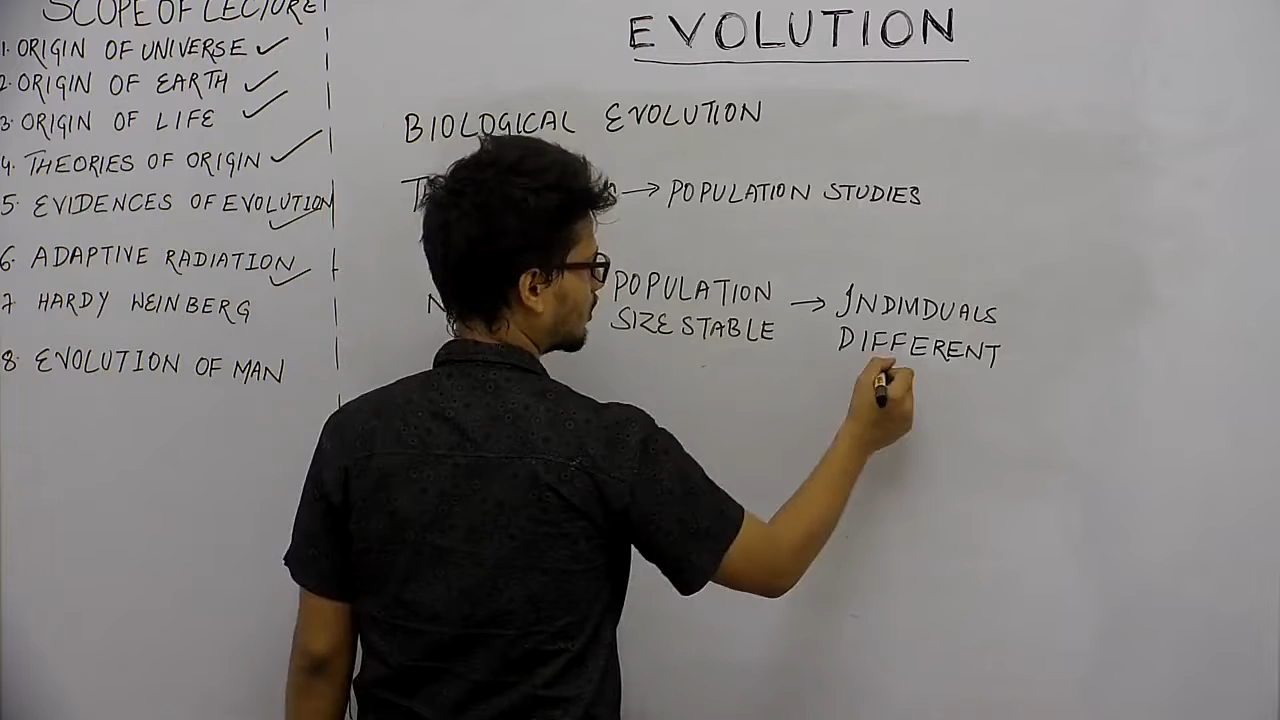 SCOPE OF LECTURE
1. ORIGIN OF UNIVERSE ✓
2. ORIGIN OF EARTH ✓
3. ORIGIN OF LIFE ✓
4. THEORIES OF ORIGIN ✓
5. EVIDENCES OF EVOLUTION ✓
6. ADAPTIVE RADIATION ✓
7 HARDY WEINBERG
8. EVOLUTION OF MAN
EVOLUTION
BIOLOGICAL EVOLUTION
→ POPULATION STUDIES
POPULATION → INDIVIDUALS
SIZE STABLE DIFFERENT